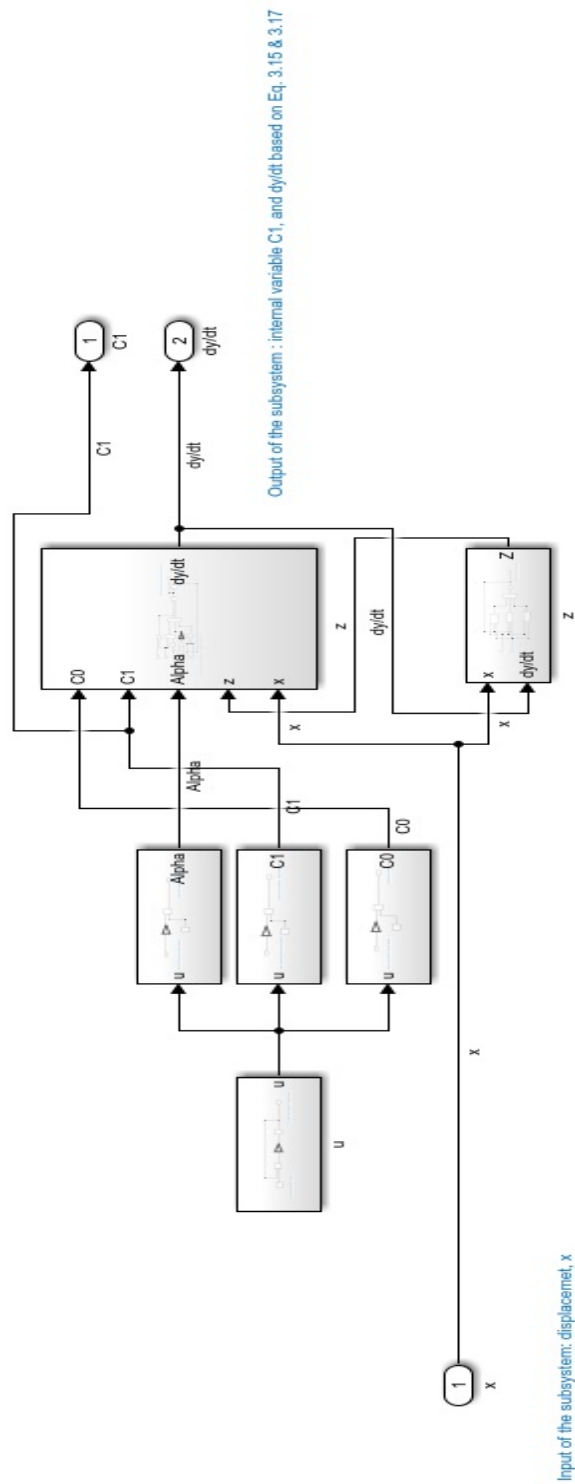 Output of the subsystem : internal variable C1, and dy/dt based on Eq. 3.15 & 3.17
1
C1
2
dy/dt
C1
dy/dt
C0
C1
Alpha
z
x
dy/dt
z
dy/dt
x
dy/dt
Z
z
x
x
Alpha
C1
C0
u
Alpha
u
C1
u
C0
u
u
x
1
x
Input of the subsystem: displacemet, x